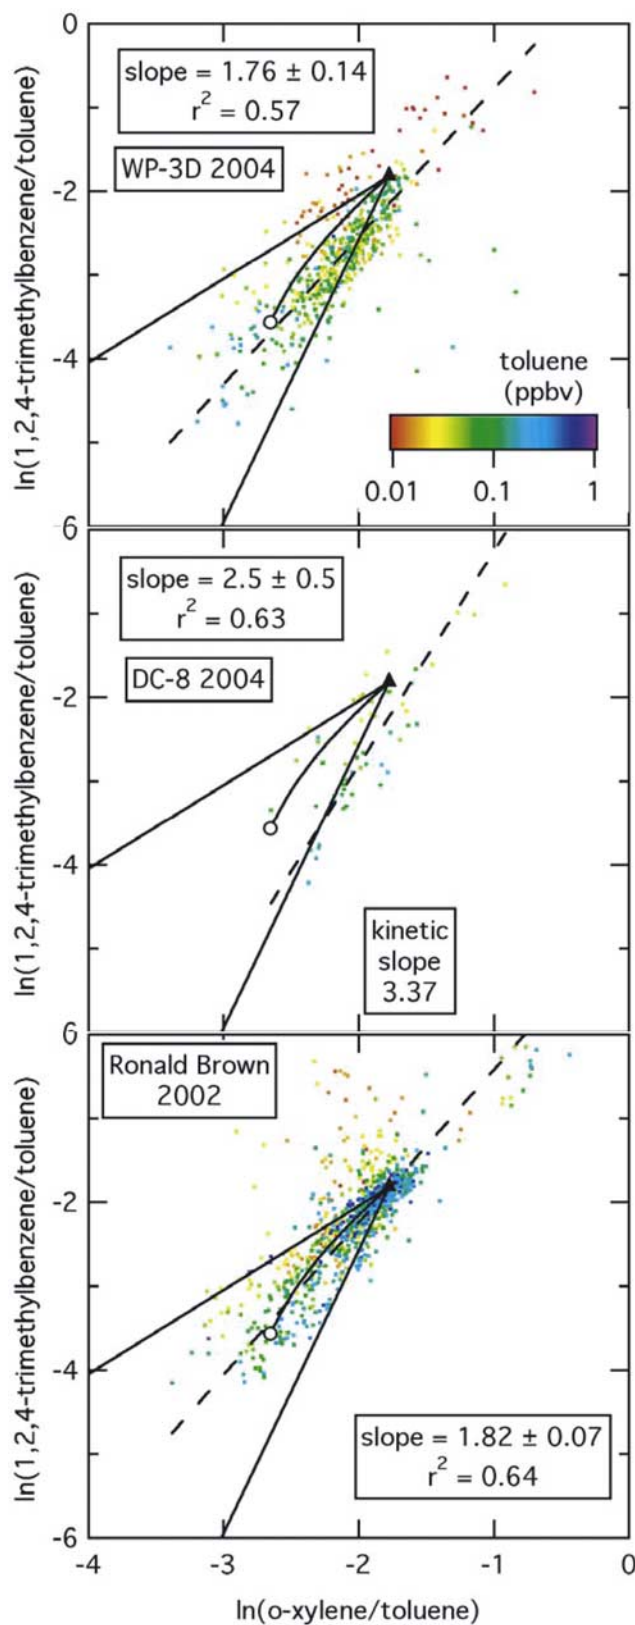 0
slope = 1.76 ± 0.14
r² = 0.57
WP-3D 2004
-2
ln(1,2,4-trimethylbenzene/toluene)
-4
toluene
(ppbv)
0.01 0.1 1
6
slope = 2.5 ± 0.5
r² = 0.63
DC-8 2004
-2
ln(1,2,4-trimethylbenzene/toluene)
-4
kinetic
slope
3.37
6
Ronald Brown
2002
-2
ln(1,2,4-trimethylbenzene/toluene)
-4
slope = 1.82 ± 0.07
r² = 0.64
-6
-4 -3 -2 -1 0
ln(o-xylene/toluene)